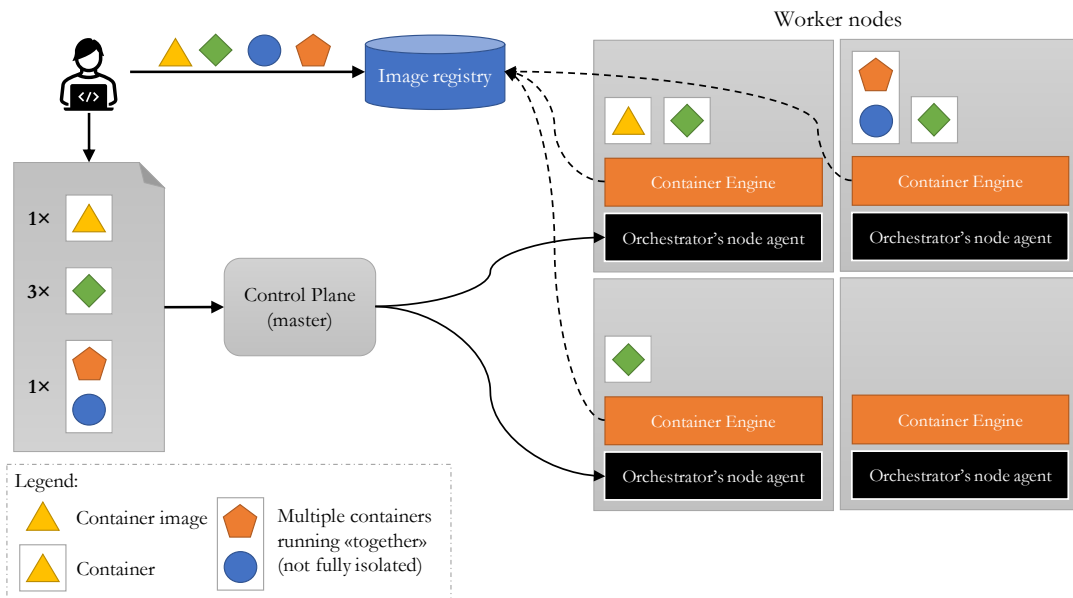 Worker nodes
</>
Image registry
Container Engine
Orchestrator's node agent
Container Engine
Orchestrator's node agent
1×
3×
1×
Control Plane
(master)
Container Engine
Orchestrator's node agent
Container Engine
Orchestrator's node agent
Legend:
Container image
Container
Multiple containers
running «together»
(not fully isolated)